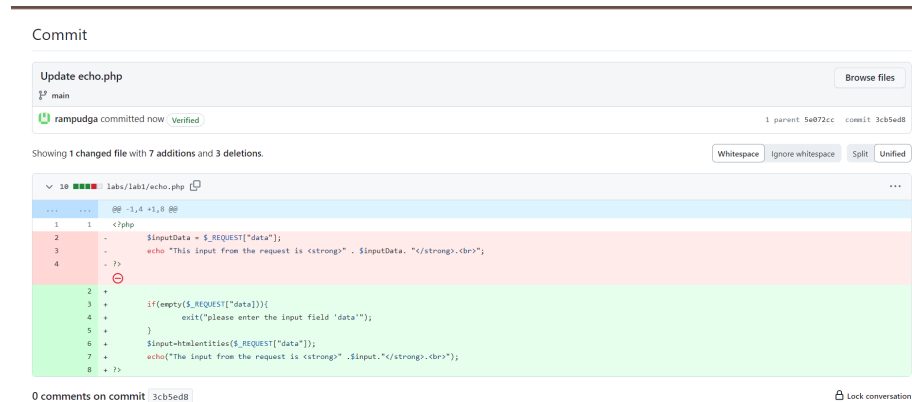 Commit
Update echo.php
Browse files
main
rampudga committed now Verified
1 parent 5e072cc commit 3cb5ed8
Showing 1 changed file with 7 additions and 3 deletions.
Whitespace Ignore whitespace Split Unified
10 labs/lab1/echo.php
... ... @@ -1,4 +1,8 @@
1 1 <?php
2 - $inputData = $_REQUEST["data"];
3 - echo "This input from the request is <strong>" . $inputData. "</strong>.<br>";
4 - ?>
2 +
3 + if(empty($_REQUEST["data])){
4 + exit("please enter the input field 'data'");
5 + }
6 + $input=htmlentities($_REQUEST["data"]);
7 + echo("The input from the request is <strong>" .$input."</strong>.<br>");
8 + ?>
0 comments on commit 3cb5ed8
Lock conversation